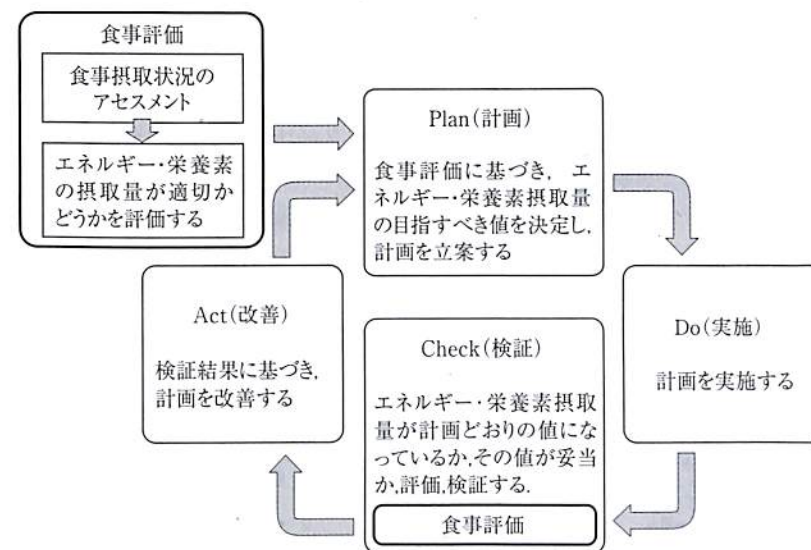 食事評価
食事摂取状況の
アセスメント
エネルギー・栄養素
の摂取量が適切か
どうかを評価する
Plan(計画)
食事評価に基づき，エ
ネルギー・栄養素摂取量
の目指すべき値を決定し，
計画を立案する
Do(実施)
計画を実施する
Check(検証)
エネルギー・栄養素摂取
量が計画どおりの値にな
っているか，その値が妥当
か，評価，検証する．
食事評価
Act(改善)
検証結果に基づき，
計画を改善する